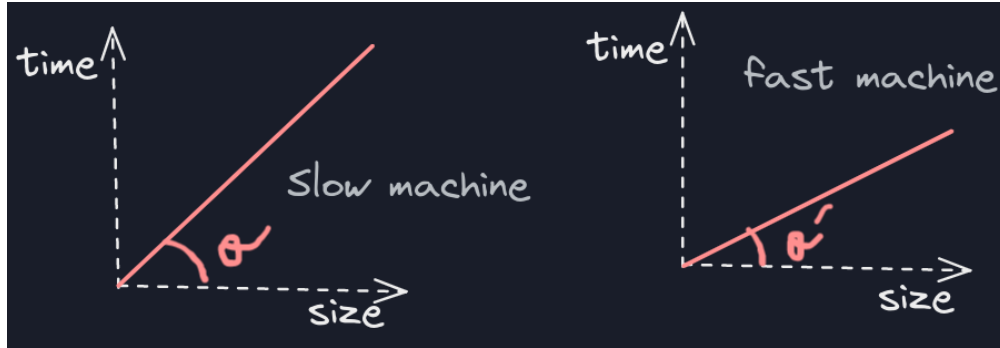 time
Slow machine
θ
size
time
fast machine
θ'
size